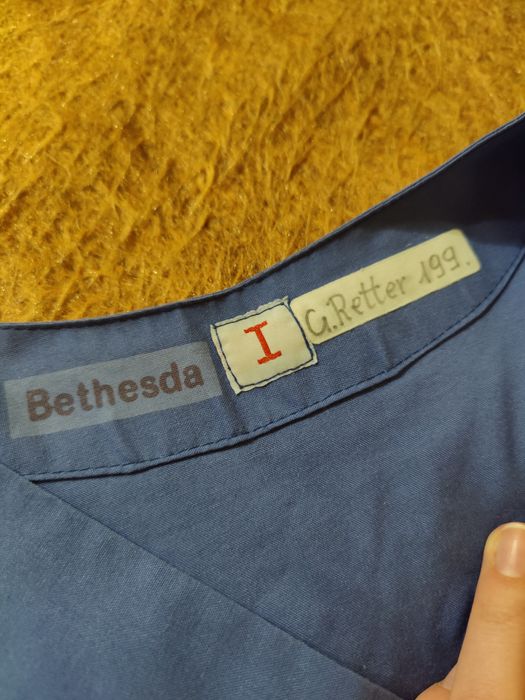 Bethesda
I
G. Retter 199.